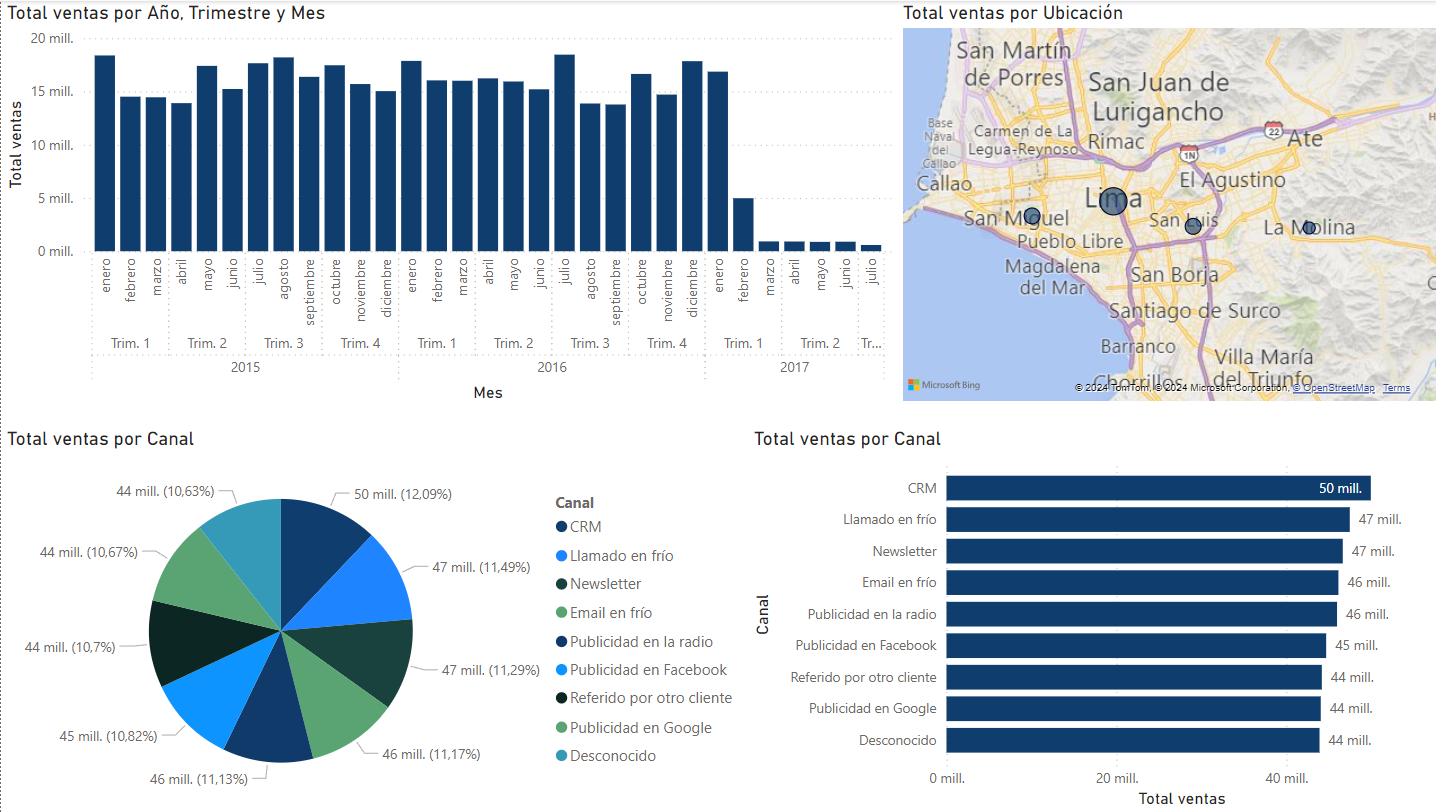 Total ventas por Año, Trimestre y Mes
20 mill.
15 mill.
10 mill.
5 mill.
0 mill.
Total ventas
enero
febrero
marzo
abril
mayo
junio
julio
agosto
septiembre
octubre
noviembre
diciembre
enero
febrero
marzo
abril
mayo
junio
julio
agosto
septiembre
octubre
noviembre
diciembre
enero
febrero
marzo
abril
mayo
junio
julio
Trim. 1
Trim. 2
Trim. 3
Trim. 4
Trim. 1
Trim. 2
Trim. 3
Trim. 4
Trim. 1
Trim. 2
Tr...
2015
2016
2017
Mes
Total ventas por Ubicación
San Martín
de Porres
San Juan de
Lurigancho
Base
Naval
del
Callao
Carmen de La
Legua-Reynoso
Rimac
22
1N
Ate
Callao
El Agustino
Lima
San Miguel
San Luis
La Molina
Pueblo Libre
Magdalena
del Mar
San Borja
Santiago de Surco
Barranco
Villa María
del Triunfo
Chorrillos
Microsoft Bing
© 2024 TomTom, © 2024 Microsoft Corporation, © OpenStreetMap Terms
Total ventas por Canal
44 mill. (10,63%)
50 mill. (12,09%)
44 mill. (10,67%)
47 mill. (11,49%)
44 mill. (10,7%)
47 mill. (11,29%)
45 mill. (10,82%)
46 mill. (11,17%)
46 mill. (11,13%)
Canal
CRM
Llamado en frío
Newsletter
Email en frío
Publicidad en la radio
Publicidad en Facebook
Referido por otro cliente
Publicidad en Google
Desconocido
Total ventas por Canal
Canal
CRM 50 mill.
Llamado en frío 47 mill.
Newsletter 47 mill.
Email en frío 46 mill.
Publicidad en la radio 46 mill.
Publicidad en Facebook 45 mill.
Referido por otro cliente 44 mill.
Publicidad en Google 44 mill.
Desconocido 44 mill.
0 mill. 20 mill. 40 mill.
Total ventas